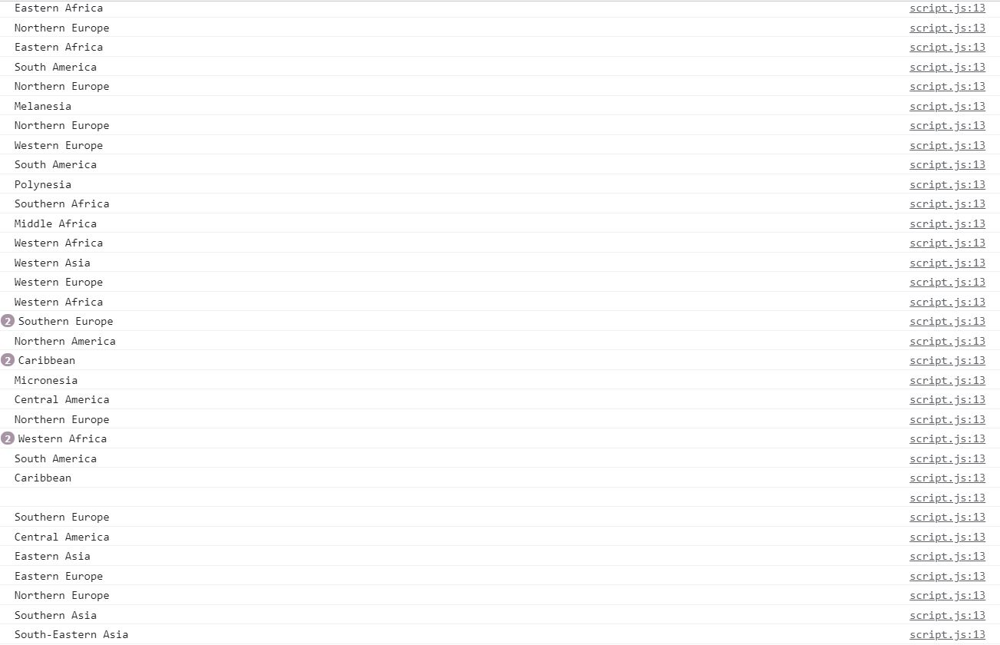 Eastern Africa script.js:13
Northern Europe script.js:13
Eastern Africa script.js:13
South America script.js:13
Northern Europe script.js:13
Melanesia script.js:13
Northern Europe script.js:13
Western Europe script.js:13
South America script.js:13
Polynesia script.js:13
Southern Africa script.js:13
Middle Africa script.js:13
Western Africa script.js:13
Western Asia script.js:13
Western Europe script.js:13
Western Africa script.js:13
2 Southern Europe script.js:13
Northern America script.js:13
2 Caribbean script.js:13
Micronesia script.js:13
Central America script.js:13
Northern Europe script.js:13
2 Western Africa script.js:13
South America script.js:13
Caribbean script.js:13
script.js:13
Southern Europe script.js:13
Central America script.js:13
Eastern Asia script.js:13
Eastern Europe script.js:13
Northern Europe script.js:13
Southern Asia script.js:13
South-Eastern Asia script.js:13